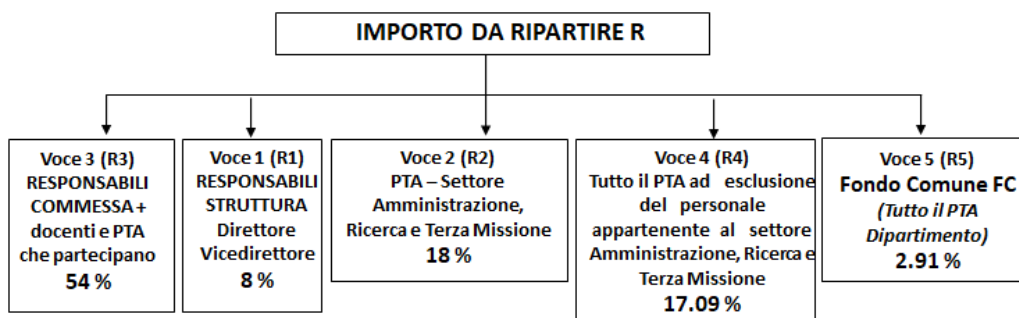 IMPORTO DA RIPARTIRE R
Voce 3 (R3)
RESPONSABILI
COMMESSA +
docenti e PTA
che partecipano
54 %
Voce 1 (R1)
RESPONSABILI
STRUTTURA
Direttore
Vicedirettore
8 %
Voce 2 (R2)
PTA – Settore
Amministrazione,
Ricerca e Terza Missione
18 %
Voce 4 (R4)
Tutto il PTA ad esclusione
del personale
appartenente al settore
Amministrazione, Ricerca e
Terza Missione
17.09 %
Voce 5 (R5)
Fondo Comune FC
(Tutto il PTA
Dipartimento)
2.91 %